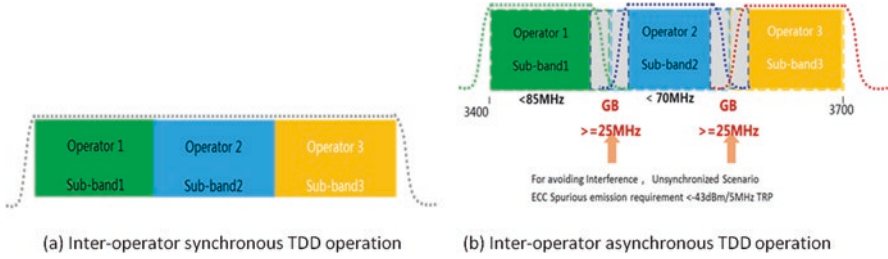 Operator 1
Operator 2
Operator 3
Sub-band1
Sub-band2
Sub-band3
(a) Inter-operator synchronous TDD operation
Operator 1
Operator 2
Operator 3
Sub-band1
Sub-band2
Sub-band3
<85MHz
GB
< 70MHz
GB
3400
3700
>=25MHz
>=25MHz
For avoiding Interference , Unsynchronized Scenario
ECC Spurious emission requirement <-43dBm/5MHz TRP
(b) Inter-operator asynchronous TDD operation